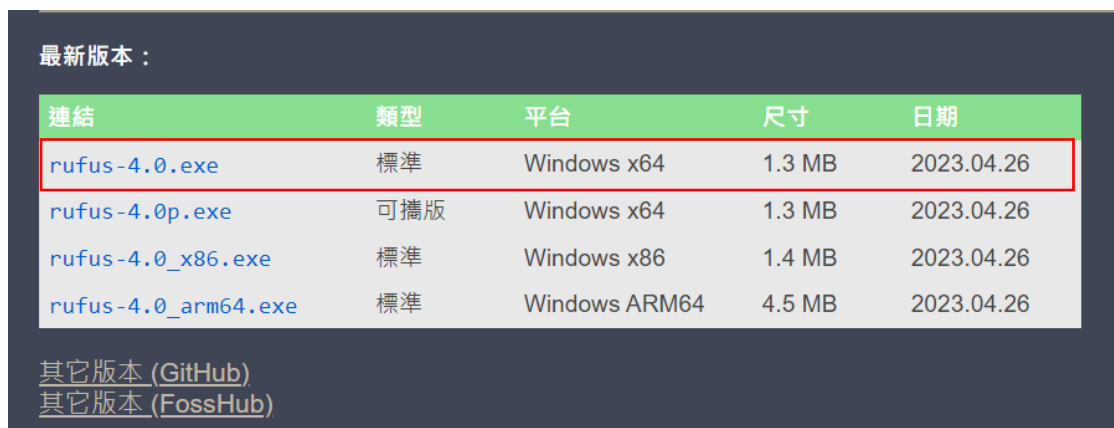 最新版本：
連結 類型 平台 尺寸 日期
rufus-4.0.exe 標準 Windows x64 1.3 MB 2023.04.26
rufus-4.0p.exe 可攜版 Windows x64 1.3 MB 2023.04.26
rufus-4.0_x86.exe 標準 Windows x86 1.4 MB 2023.04.26
rufus-4.0_arm64.exe 標準 Windows ARM64 4.5 MB 2023.04.26
其它版本 (GitHub)
其它版本 (FossHub)